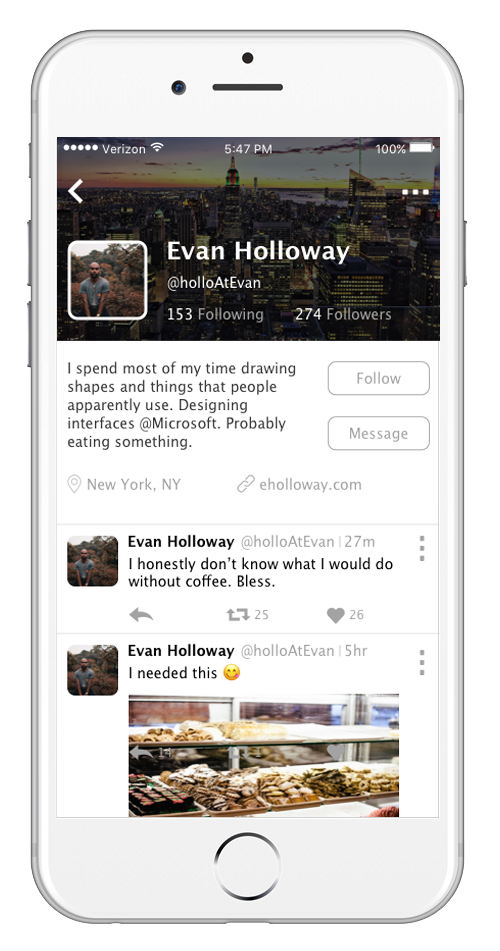 Verizon 5:47 PM 100%
Evan Holloway
@holloAtEvan
153 Following 274 Followers
I spend most of my time drawing
shapes and things that people
apparently use. Designing
interfaces @Microsoft. Probably
eating something.
Follow
Message
New York, NY eholloway.com
Evan Holloway @holloAtEvan | 27m
I honestly don’t know what I would do
without coffee. Bless.
25 26
Evan Holloway @holloAtEvan | 5hr
I needed this 😋